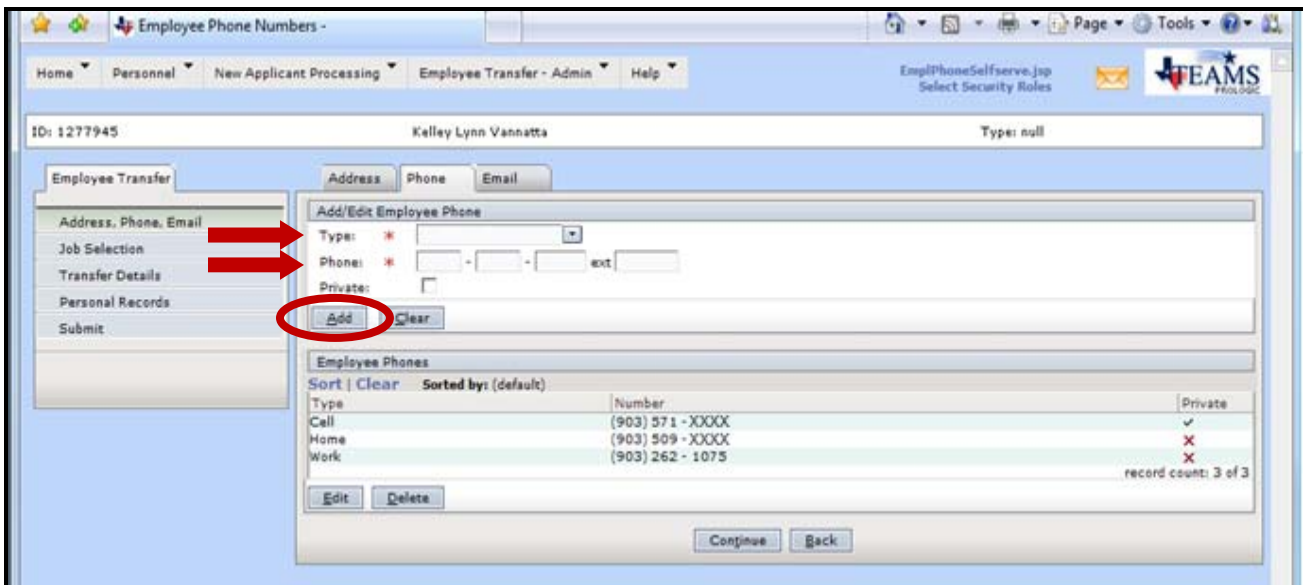 Employee Phone Numbers -
Page Tools
Home Personnel New Applicant Processing Employee Transfer - Admin Help
EmplPhoneSelfserve.jsp
Select Security Roles
TEAMS
PROLOGIC
ID: 1277945 Kelley Lynn Vannatta Type: null
Employee Transfer
Address Phone Email
Address, Phone, Email
Job Selection
Transfer Details
Personal Records
Submit
Add/Edit Employee Phone
Type: *
Phone: * - - ext
Private:
Add Clear
Employee Phones
Sort | Clear Sorted by: (default)
Type Number Private
Cell (903) 571 - XXXX
Home (903) 509 - XXXX
Work (903) 262 - 1075
record count: 3 of 3
Edit Delete
Continue Back